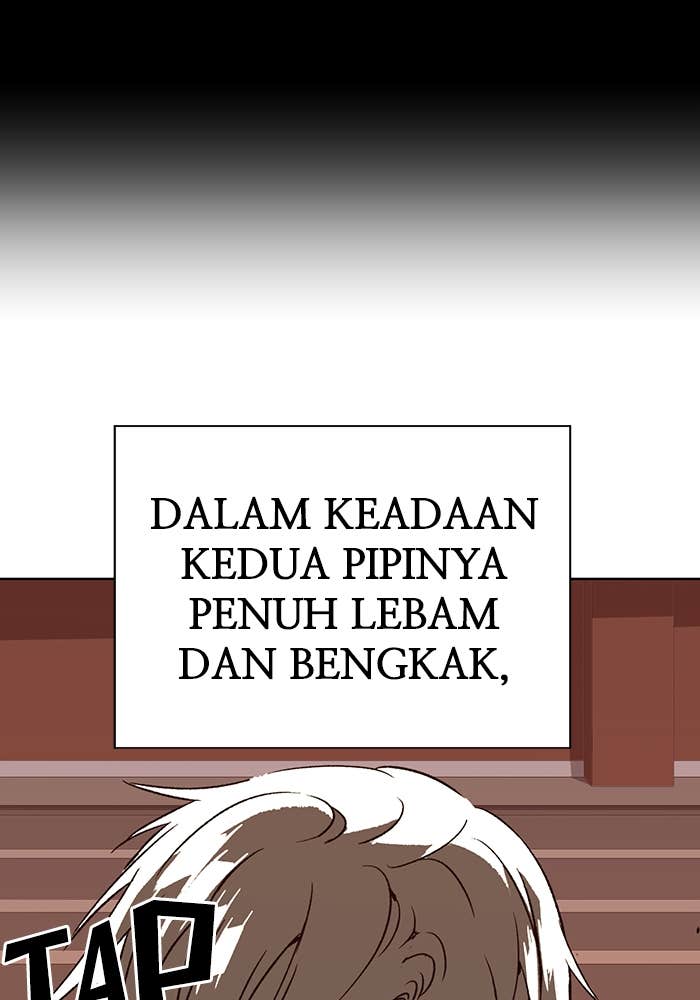 DALAM KEADAAN
KEDUA PIPINYA
PENUH LEBAM
DAN BENGKAK,
TAP